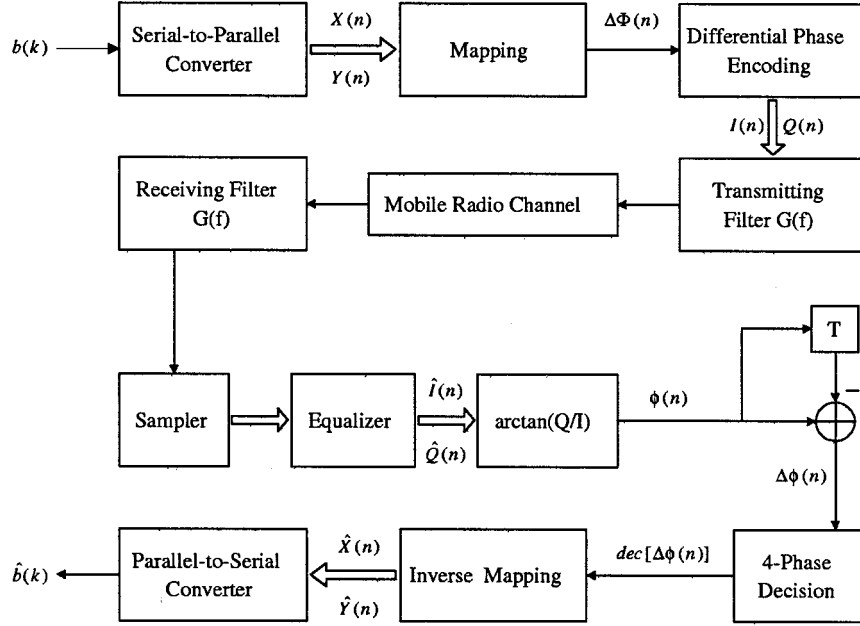 b(k)
Serial-to-Parallel
Converter
X(n)
Y(n)
Mapping
ΔΦ(n)
Differential Phase
Encoding
I(n)
Q(n)
Receiving Filter
G(f)
Mobile Radio Channel
Transmitting
Filter G(f)
T
−
Sampler
Equalizer
Î(n)
Q̂(n)
arctan(Q/I)
ϕ(n)
Δϕ(n)
b̂(k)
Parallel-to-Serial
Converter
X̂(n)
Ŷ(n)
Inverse Mapping
dec[Δϕ(n)]
4-Phase
Decision